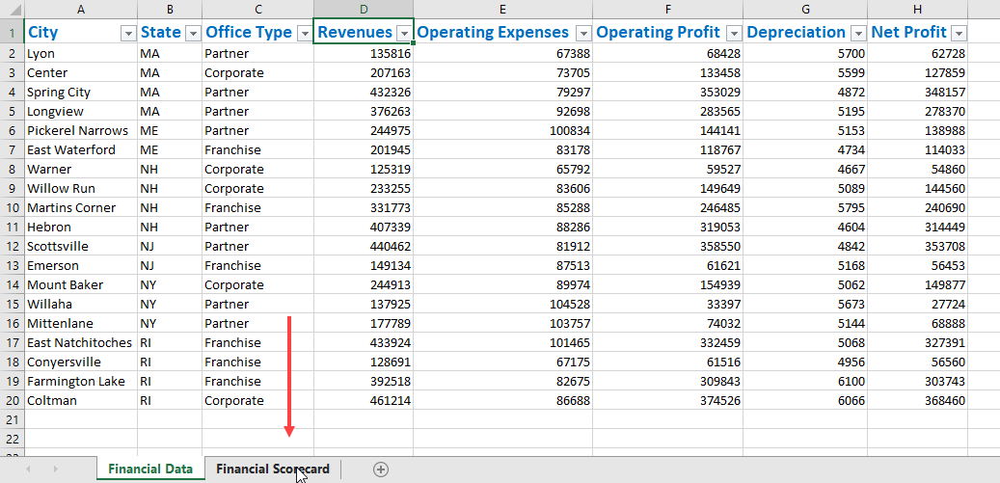 A B C D E F G H
1 City State Office Type Revenues Operating Expenses Operating Profit Depreciation Net Profit
2 Lyon MA Partner 135816 67388 68428 5700 62728
3 Center MA Corporate 207163 73705 133458 5599 127859
4 Spring City MA Partner 432326 79297 353029 4872 348157
5 Longview MA Partner 376263 92698 283565 5195 278370
6 Pickerel Narrows ME Partner 244975 100834 144141 5153 138988
7 East Waterford ME Franchise 201945 83178 118767 4734 114033
8 Warner NH Corporate 125319 65792 59527 4667 54860
9 Willow Run NH Corporate 233255 83606 149649 5089 144560
10 Martins Corner NH Franchise 331773 85288 246485 5795 240690
11 Hebron NH Partner 407339 88286 319053 4604 314449
12 Scottsville NJ Partner 440462 81912 358550 4842 353708
13 Emerson NJ Franchise 149134 87513 61621 5168 56453
14 Mount Baker NY Corporate 244913 89974 154939 5062 149877
15 Willaha NY Partner 137925 104528 33397 5673 27724
16 Mittenlane NY Partner 177789 103757 74032 5144 68888
17 East Natchitoches RI Franchise 433924 101465 332459 5068 327391
18 Conyersville RI Franchise 128691 67175 61516 4956 56560
19 Farmington Lake RI Franchise 392518 82675 309843 6100 303743
20 Coltman RI Corporate 461214 86688 374526 6066 368460
21
22
Financial Data Financial Scorecard